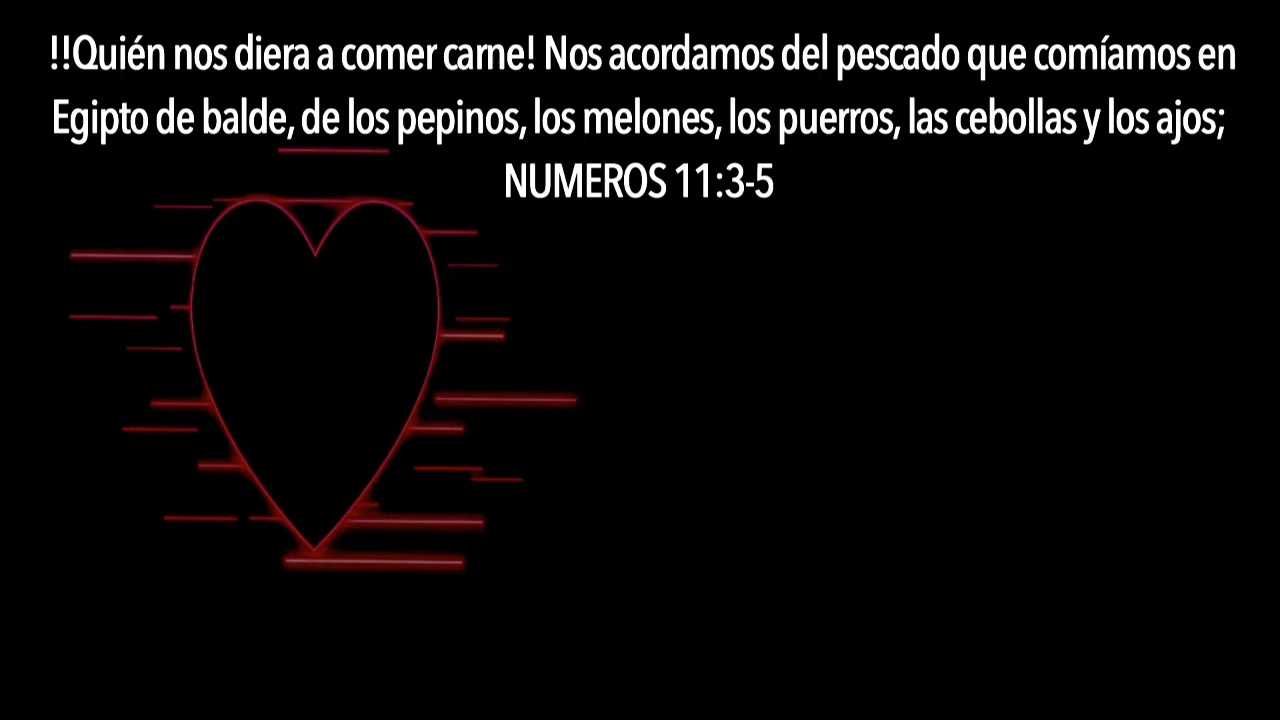 !!Quién nos diera a comer carne! Nos acordamos del pescado que comíamos en
Egipto de balde, de los pepinos, los melones, los puerros, las cebollas y los ajos;
NUMEROS 11:3-5